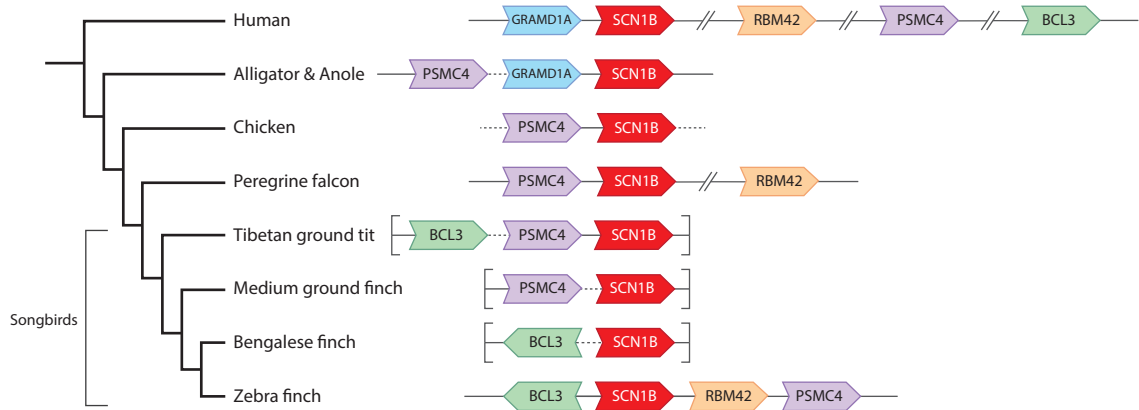 Human GRAMD1A SCN1B RBM42 PSMC4 BCL3
Alligator & Anole PSMC4 GRAMD1A SCN1B
Chicken PSMC4 SCN1B
Peregrine falcon PSMC4 SCN1B RBM42
Tibetan ground tit BCL3 PSMC4 SCN1B
Medium ground finch PSMC4 SCN1B
Songbirds
Bengalese finch BCL3 SCN1B
Zebra finch BCL3 SCN1B RBM42 PSMC4